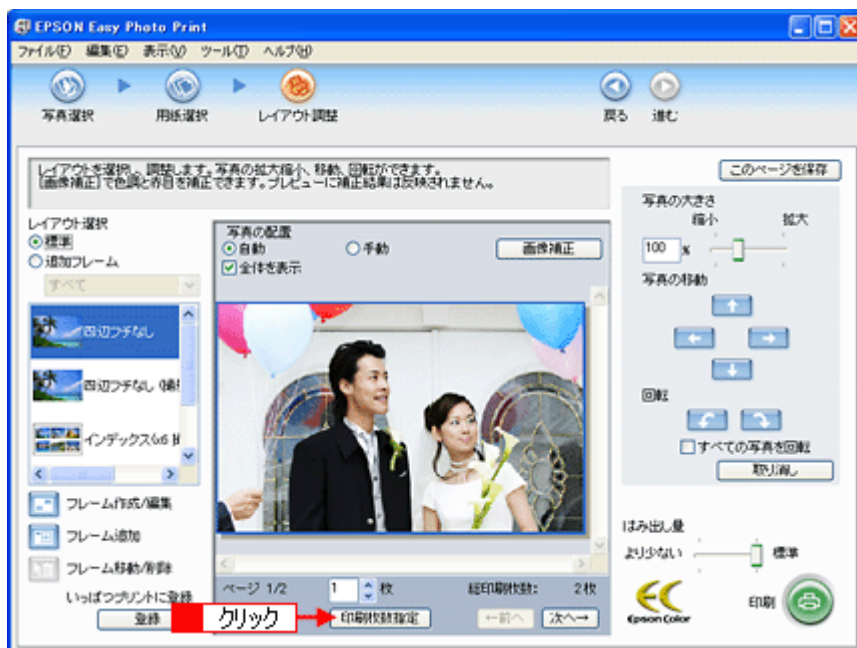 EPSON Easy Photo Print
ファイル(F) 編集(E) 表示(V) ツール(T) ヘルプ(H)
写真選択 用紙選択 レイアウト調整 戻る 進む
レイアウトを選択し、調整します。写真の拡大縮小、移動、回転ができます。
[画像補正]で色調と赤目を補正できます。プレビューに補正結果は反映されません。
このページを保存
レイアウト選択
標準
追加フレーム
すべて
四辺フチなし
四辺フチなし
インデックス
フレーム作成/編集
フレーム追加
フレーム移動/削除
いっぱつプリントに登録
登録
写真の配置
自動 手動 画像補正
全体を表示
ページ 1/2 1 枚 総印刷枚数: 2枚
クリック
印刷枚数指定 ←前へ 次へ→
写真の大きさ
縮小 拡大
100 %
写真の移動
回転
すべての写真を回転
取り消し
はみ出し量
より少ない 標準
Epson Color
印刷